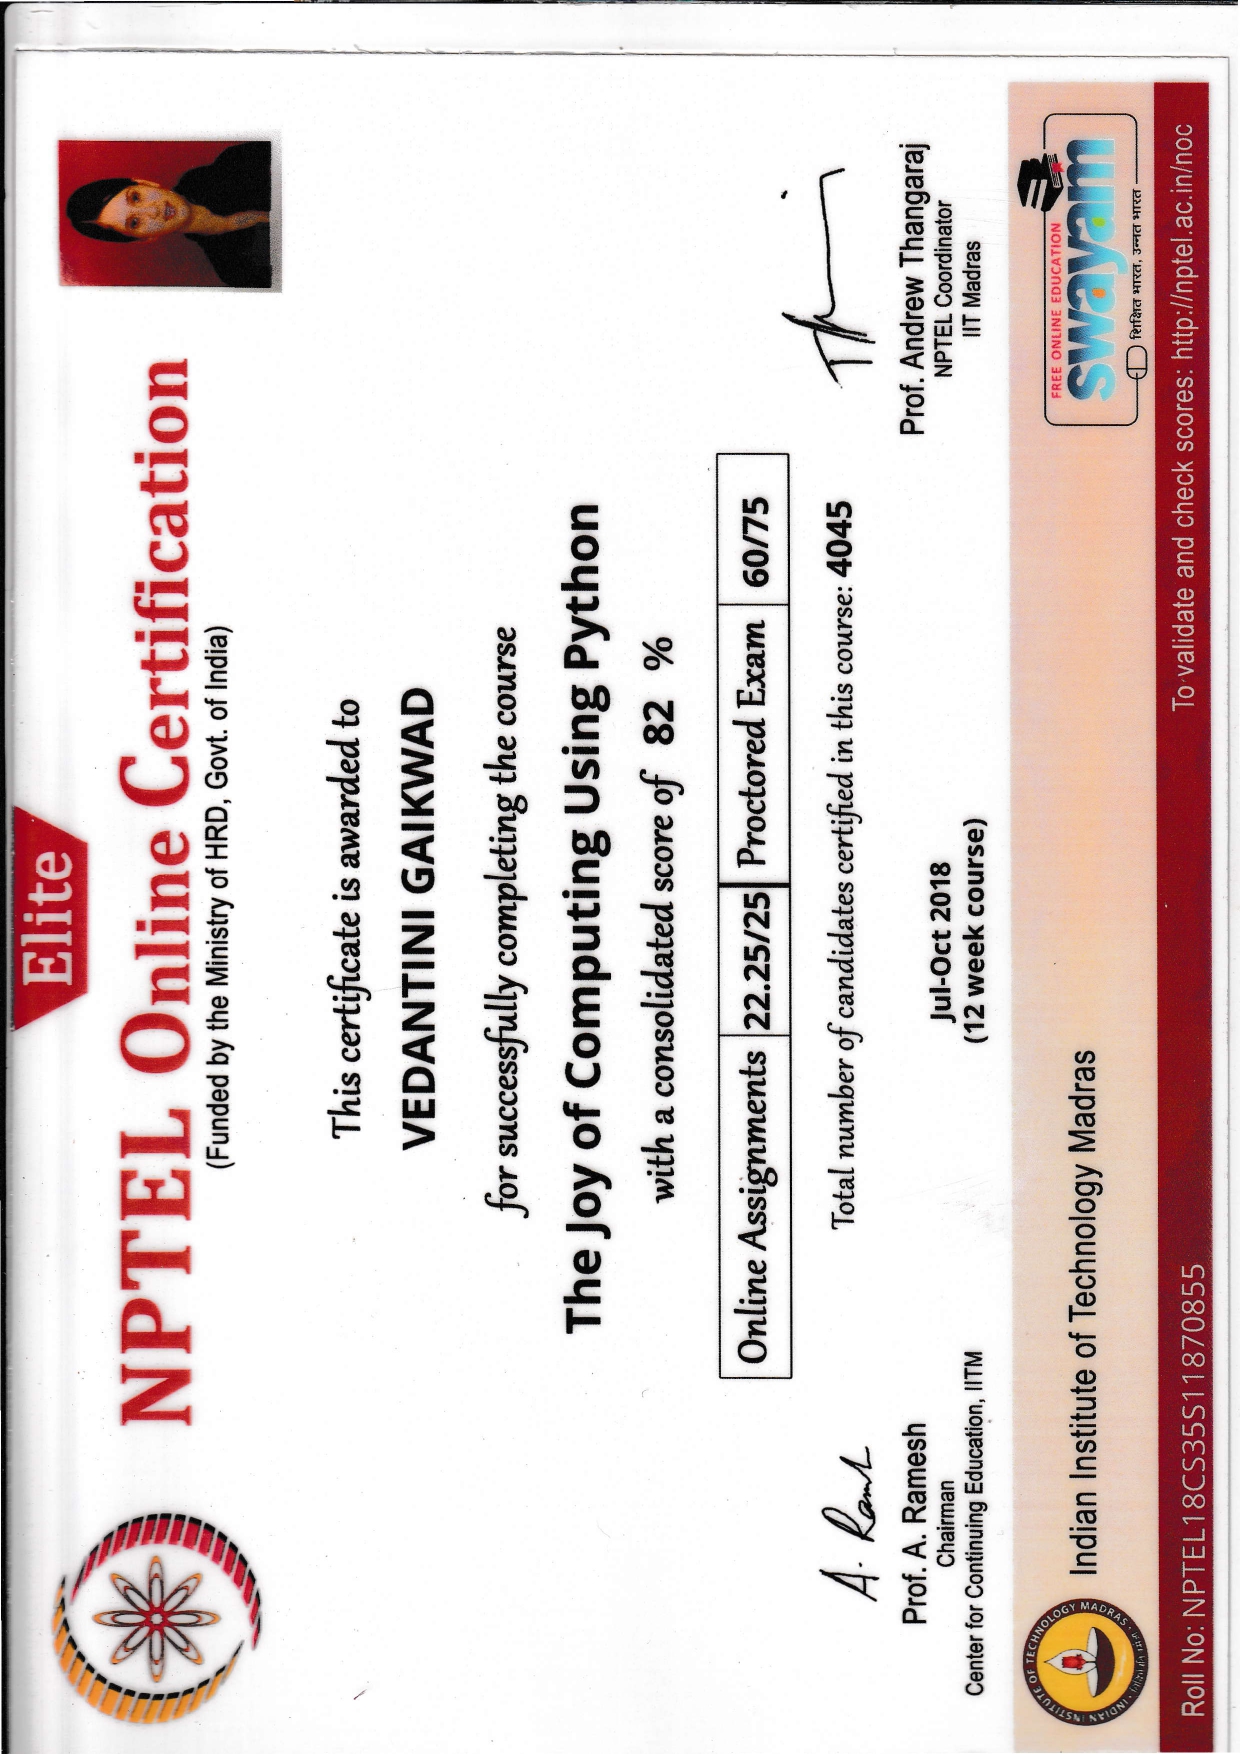 Elite
NPTEL Online Certification
(Funded by the Ministry of HRD, Govt. of India)
This certificate is awarded to
VEDANTINI GAIKWAD
for successfully completing the course
The Joy of Computing Using Python
with a consolidated score of 82 %
Online Assignments 22.25/25 Proctored Exam 60/75
Total number of candidates certified in this course: 4045
A. Ramesh
Prof. A. Ramesh
Chairman
Center for Continuing Education, IITM
Jul-Oct 2018
(12 week course)
Prof. Andrew Thangaraj
NPTEL Coordinator
IIT Madras
INDIAN INSTITUTE OF TECHNOLOGY MADRAS
Indian Institute of Technology Madras
FREE ONLINE EDUCATION
swayam
शिक्षित भारत, उन्नत भारत
Roll No: NPTEL18CS35S11870855
To validate and check scores: http://nptel.ac.in/noc